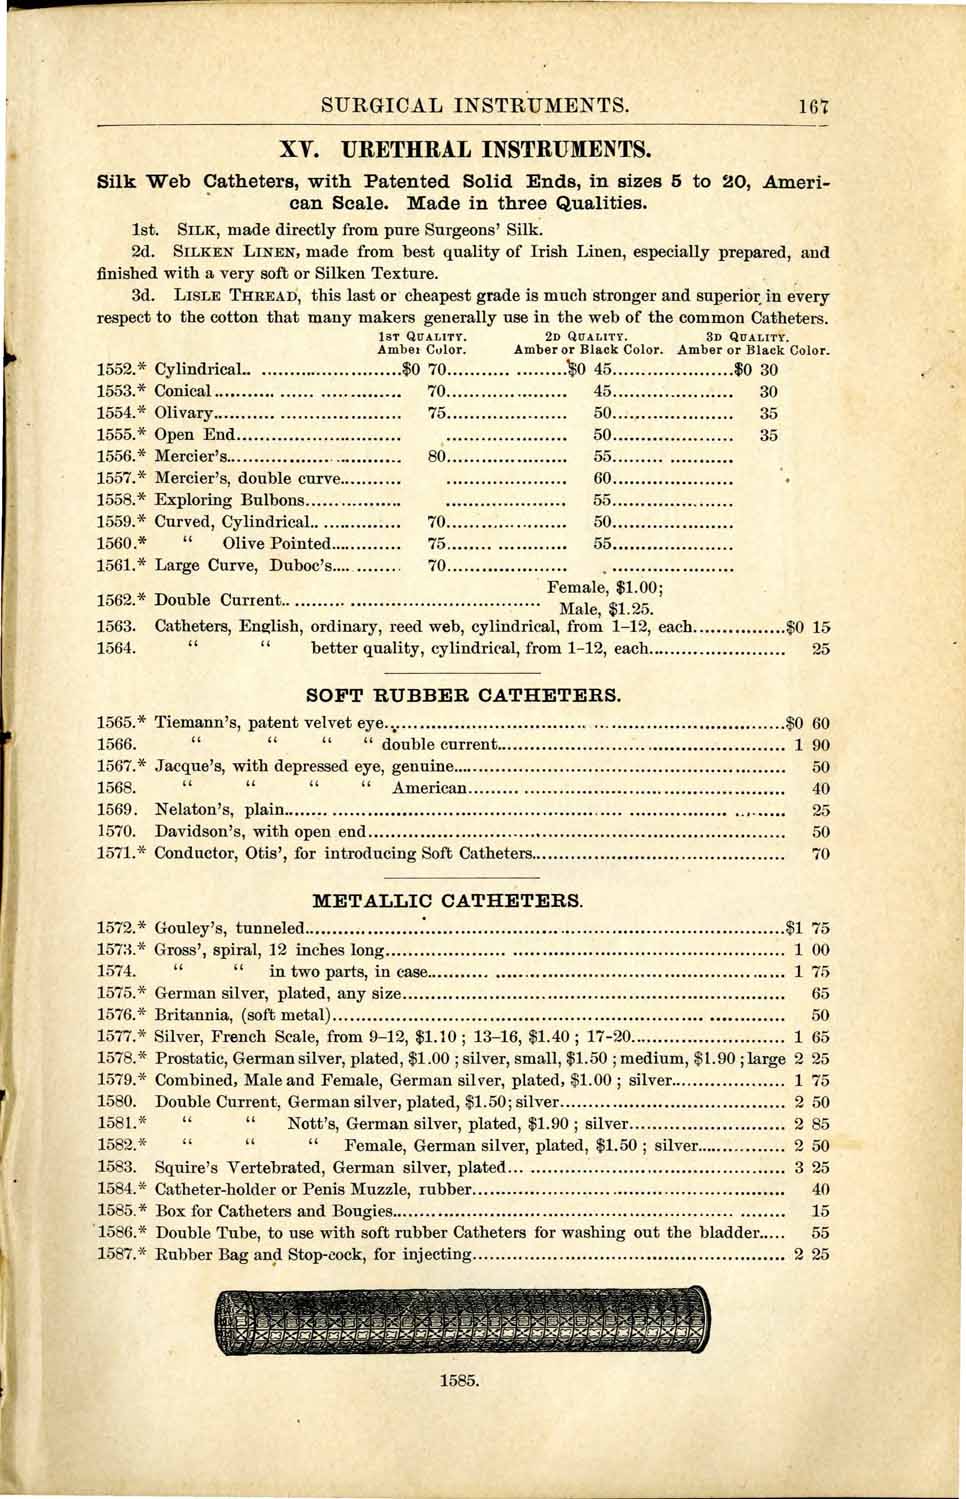 SURGICAL INSTRUMENTS. 167
XV. URETHRAL INSTRUMENTS.
Silk Web Catheters, with Patented Solid Ends, in sizes 5 to 20, Ameri-
can Scale. Made in three Qualities.
1st. SILK, made directly from pure Surgeons' Silk.
2d. SILKEN LINEN, made from best quality of Irish Linen, especially prepared, and
finished with a very soft or Silken Texture.
3d. LISLE THREAD, this last or cheapest grade is much stronger and superior in every
respect to the cotton that many makers generally use in the web of the common Catheters.
1ST QUALITY. 2D QUALITY. 3D QUALITY.
Amber Color. Amber or Black Color. Amber or Black Color.
1552.* Cylindrical.....$0 70.....$0 45.....$0 30
1553.* Conical..... 70..... 45..... 30
1554.* Olivary..... 75..... 50..... 35
1555.* Open End..... ..... 50..... 35
1556.* Mercier's..... 80..... 55.....
1557.* Mercier's, double curve..... ..... 60.....
1558.* Exploring Bulbons..... ..... 55.....
1559.* Curved, Cylindrical..... 70..... 50.....
1560.* " Olive Pointed..... 75..... 55.....
1561.* Large Curve, Duboc's..... 70..... .....
1562.* Double Current..... Female, $1.00;
Male, $1.25.
1563. Catheters, English, ordinary, reed web, cylindrical, from 1-12, each.....$0 15
1564. " " better quality, cylindrical, from 1-12, each..... 25
SOFT RUBBER CATHETERS.
1565.* Tiemann's, patent velvet eye.....$0 60
1566. " " " " double current..... 1 90
1567.* Jacque's, with depressed eye, genuine..... 50
1568. " " " " American..... 40
1569. Nelaton's, plain..... 25
1570. Davidson's, with open end..... 50
1571.* Conductor, Otis', for introducing Soft Catheters..... 70
METALLIC CATHETERS.
1572.* Gouley's, tunneled.....$1 75
1573.* Gross', spiral, 12 inches long..... 1 00
1574. " " in two parts, in case..... 1 75
1575.* German silver, plated, any size..... 65
1576.* Britannia, (soft metal)..... 50
1577.* Silver, French Scale, from 9-12, $1.10; 13-16, $1.40; 17-20..... 1 65
1578.* Prostatic, German silver, plated, $1.00; silver, small, $1.50; medium, $1.90; large 2 25
1579.* Combined, Male and Female, German silver, plated, $1.00; silver..... 1 75
1580. Double Current, German silver, plated, $1.50; silver..... 2 50
1581.* " " Nott's, German silver, plated, $1.90; silver..... 2 85
1582.* " " " Female, German silver, plated, $1.50; silver..... 2 50
1583. Squire's Vertebrated, German silver, plated..... 3 25
1584.* Catheter-holder or Penis Muzzle, rubber..... 40
1585.* Box for Catheters and Bougies..... 15
1586.* Double Tube, to use with soft rubber Catheters for washing out the bladder..... 55
1587.* Rubber Bag and Stop-cock, for injecting..... 2 25
1585.